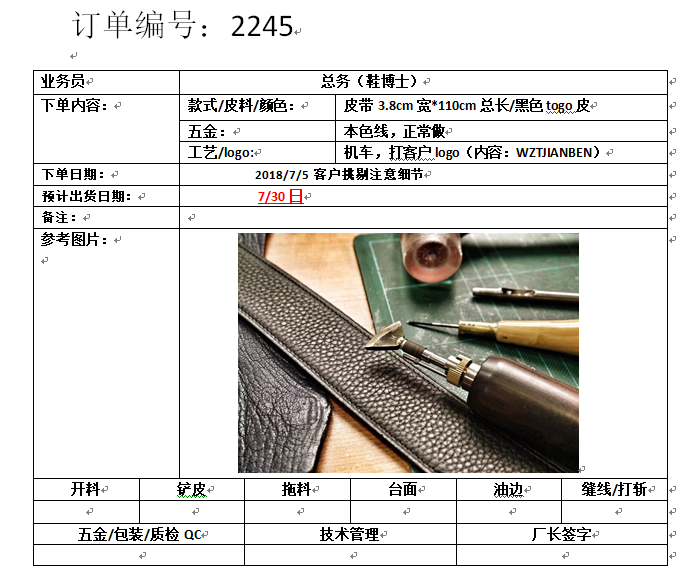 订单编号：2245
业务员 总务（鞋博士）
下单内容： 款式/皮料/颜色： 皮带 3.8cm 宽*110cm 总长/黑色 togo 皮
五金： 本色线，正常做
工艺/logo: 机车，打客户 logo（内容：WZTJIANBEN）
下单日期： 2018/7/5 客户挑剔注意细节
预计出货日期： 7/30 日
备注：
参考图片：
开料 铲皮 拖料 台面 油边 缝线/打斩
五金/包装/质检 QC 技术管理 厂长签字